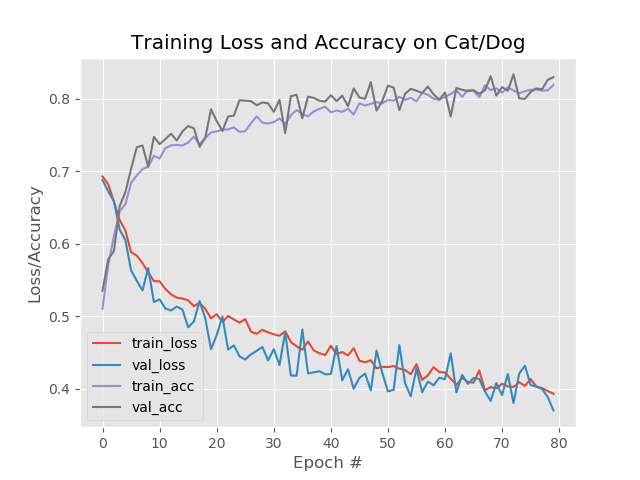 Training Loss and Accuracy on Cat/Dog
Loss/Accuracy
0.8
0.7
0.6
0.5
0.4
train_loss
val_loss
train_acc
val_acc
0 10 20 30 40 50 60 70 80
Epoch #